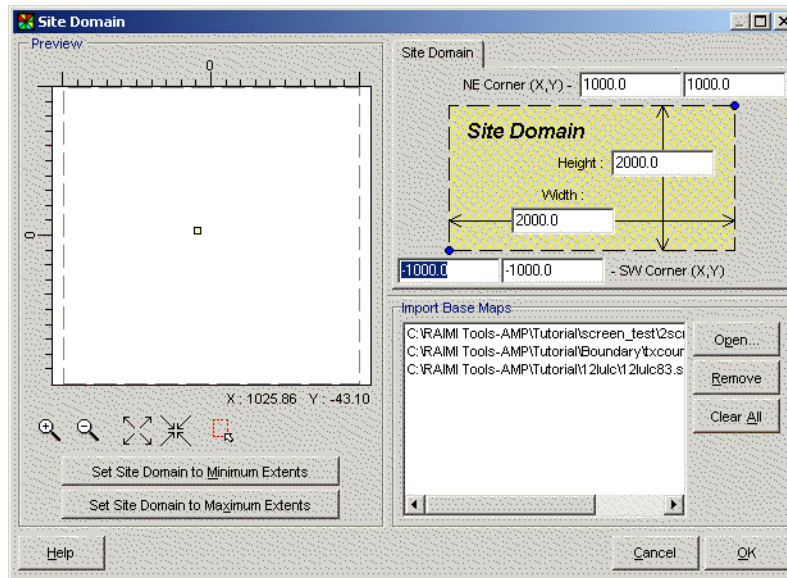 Site Domain
Preview
0
0
X : 1025.86 Y : -43.10
Set Site Domain to Minimum Extents
Set Site Domain to Maximum Extents
Site Domain
NE Corner (X,Y) - 1000.0 1000.0
Site Domain
Height : 2000.0
Width :
2000.0
-1000.0 -1000.0 - SW Corner (X,Y)
Import Base Maps
C:\RAIMI Tools-AMP\Tutorial\screen_test\2scr
C:\RAIMI Tools-AMP\Tutorial\Boundary\txcour
C:\RAIMI Tools-AMP\Tutorial\12lulc\12lulc83.s
Open...
Remove
Clear All
Help
Cancel
OK